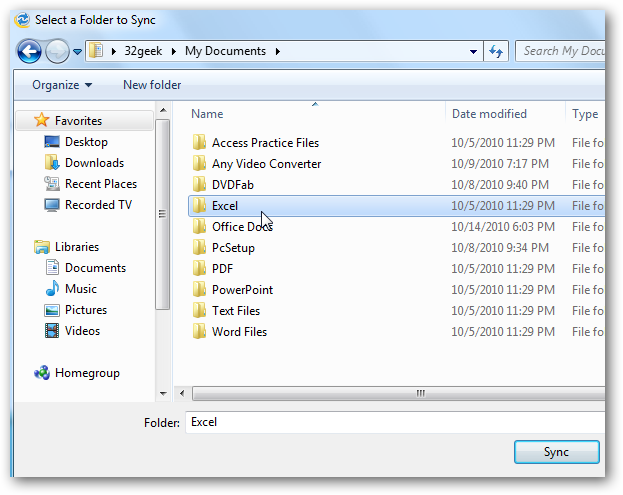 Select a Folder to Sync
32geek
My Documents
Search My Docu
Organize
New folder
Favorites
Desktop
Downloads
Recent Places
Recorded TV
Libraries
Documents
Music
Pictures
Videos
Homegroup
Name Date modified Type
Access Practice Files 10/5/2010 11:29 PM File fo
Any Video Converter 10/9/2010 7:17 PM File fo
DVDFab 10/8/2010 9:40 PM File fo
Excel 10/5/2010 11:29 PM File fo
Office Docs 10/14/2010 6:03 PM File fo
PcSetup 10/8/2010 9:34 PM File fo
PDF 10/5/2010 11:29 PM File fo
PowerPoint 10/5/2010 11:29 PM File fo
Text Files 10/5/2010 11:29 PM File fo
Word Files 10/5/2010 11:29 PM File fo
Folder: Excel
Sync